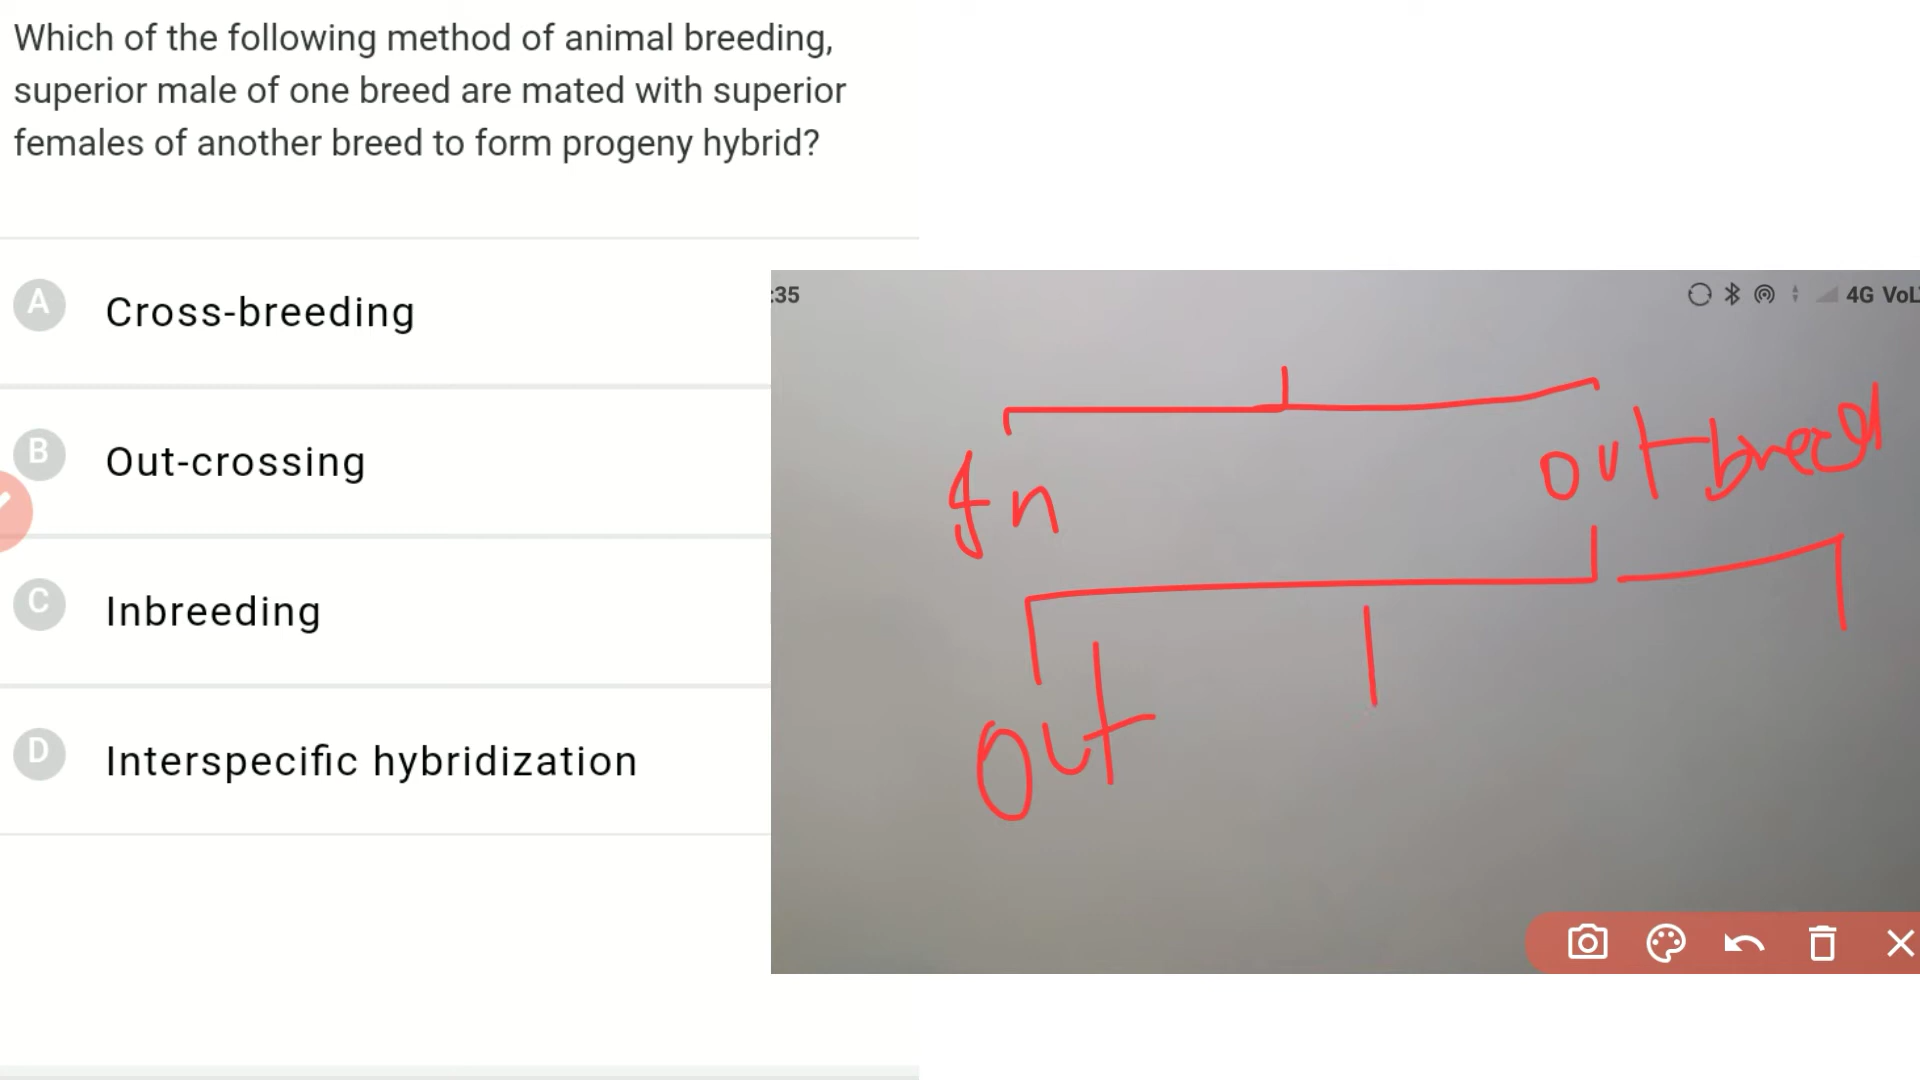 Which of the following method of animal breeding,
superior male of one breed are mated with superior
females of another breed to form progeny hybrid?
A Cross-breeding
B Out-crossing
C Inbreeding
D Interspecific hybridization
:35
4G VoL
In
outbreed
out